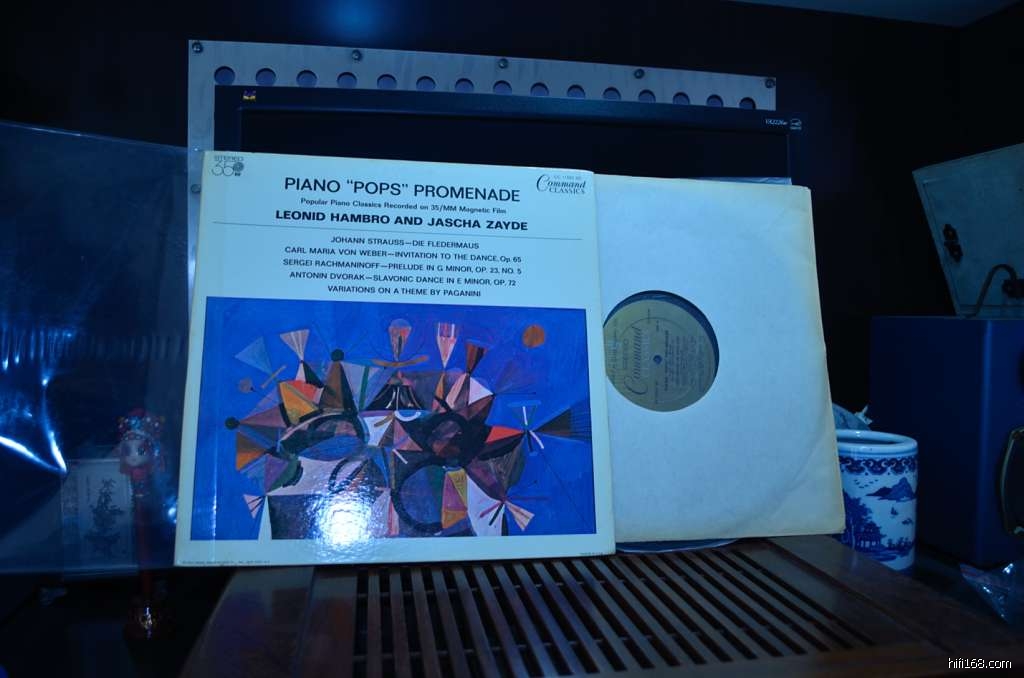 STEREO
35
PIANO "POPS" PROMENADE
Command
CLASSICS
Popular Piano Classics Recorded on 35/MM Magnetic Film
LEONID HAMBRO AND JASCHA ZAYDE
JOHANN STRAUSS—DIE FLEDERMAUS
CARL MARIA VON WEBER—INVITATION TO THE DANCE, Op. 65
SERGEI RACHMANINOFF—PRELUDE IN G MINOR, OP. 23, NO. 5
ANTONIN DVORAK—SLAVONIC DANCE IN E MINOR, OP. 72
VARIATIONS ON A THEME BY PAGANINI
Command
hifi168.com